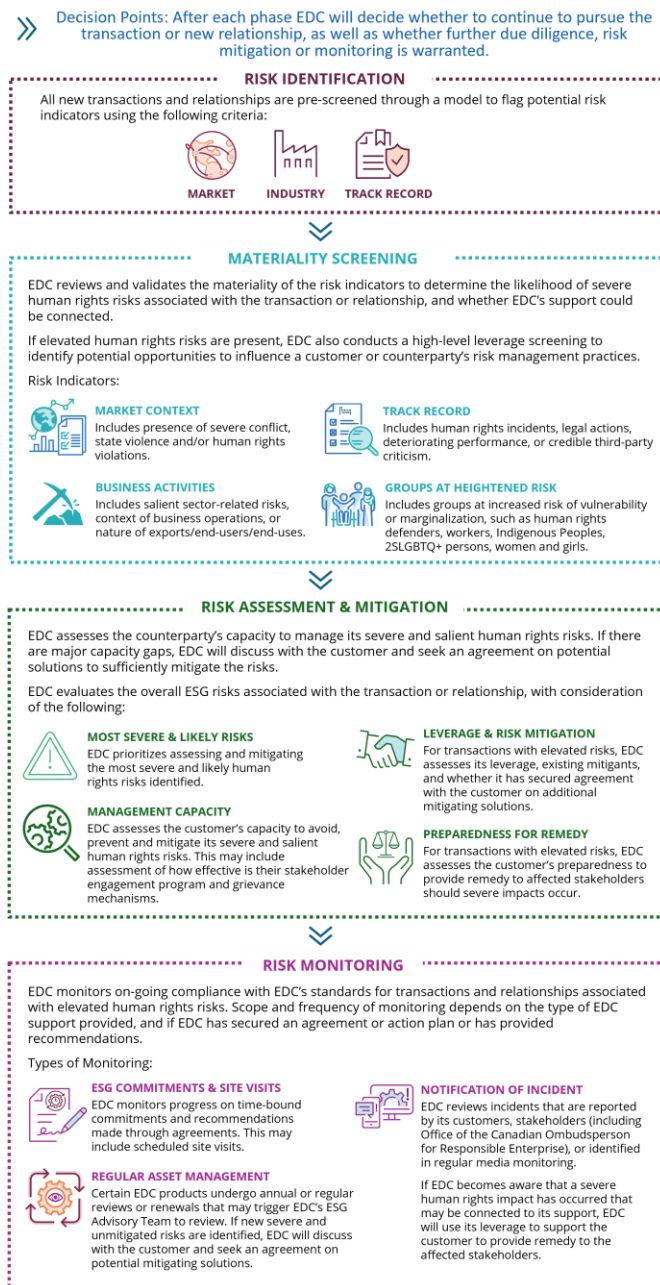 Decision Points: After each phase EDC will decide whether to continue to pursue the
transaction or new relationship, as well as whether further due diligence, risk
mitigation or monitoring is warranted.
RISK IDENTIFICATION
All new transactions and relationships are pre-screened through a model to flag potential risk
indicators using the following criteria:
MARKET
INDUSTRY
TRACK RECORD
MATERIALITY SCREENING
EDC reviews and validates the materiality of the risk indicators to determine the likelihood of severe
human rights risks associated with the transaction or relationship, and whether EDC's support could
be connected.
If elevated human rights risks are present, EDC also conducts a high-level leverage screening to
identify potential opportunities to influence a customer or counterparty's risk management practices.
Risk Indicators:
MARKET CONTEXT
Includes presence of severe conflict,
state violence and/or human rights
violations.
TRACK RECORD
Includes human rights incidents, legal actions,
deteriorating performance, or credible third-party
criticism.
BUSINESS ACTIVITIES
Includes salient sector-related risks,
context of business operations, or
nature of exports/end-users/end-uses.
GROUPS AT HEIGHTENED RISK
Includes groups at increased risk of vulnerability
or marginalization, such as human rights
defenders, workers, Indigenous Peoples,
2SLGBTQ+ persons, women and girls.
RISK ASSESSMENT & MITIGATION
EDC assesses the counterparty's capacity to manage its severe and salient human rights risks. If there
are major capacity gaps, EDC will discuss with the customer and seek an agreement on potential
solutions to sufficiently mitigate the risks.
EDC evaluates the overall ESG risks associated with the transaction or relationship, with consideration
of the following:
MOST SEVERE & LIKELY RISKS
EDC prioritizes assessing and mitigating
the most severe and likely human
rights risks identified.
LEVERAGE & RISK MITIGATION
For transactions with elevated risks, EDC
assesses its leverage, existing mitigants,
and whether it has secured agreement
with the customer on additional
mitigating solutions.
MANAGEMENT CAPACITY
EDC assesses the customer's capacity to avoid,
prevent and mitigate its severe and salient
human rights risks. This may include
assessment of how effective is their stakeholder
engagement program and grievance
mechanisms.
PREPAREDNESS FOR REMEDY
For transactions with elevated risks, EDC
assesses the customer's preparedness to
provide remedy to affected stakeholders
should severe impacts occur.
RISK MONITORING
EDC monitors on-going compliance with EDC's standards for transactions and relationships associated
with elevated human rights risks. Scope and frequency of monitoring depends on the type of EDC
support provided, and if EDC has secured an agreement or action plan or has provided
recommendations.
Types of Monitoring:
ESG COMMITMENTS & SITE VISITS
EDC monitors progress on time-bound
commitments and recommendations
made through agreements. This may
include scheduled site visits.
REGULAR ASSET MANAGEMENT
Certain EDC products undergo annual or regular
reviews or renewals that may trigger EDC's ESG
Advisory Team to review. If new severe and
unmitigated risks are identified, EDC will discuss
with the customer and seek an agreement on
potential mitigating solutions.
NOTIFICATION OF INCIDENT
EDC reviews incidents that are reported
by its customers, stakeholders (including
Office of the Canadian Ombudsperson
for Responsible Enterprise), or identified
in regular media monitoring.
If EDC becomes aware that a severe
human rights impact has occurred that
may be connected to its support, EDC
will use its leverage to support the
customer to provide remedy to the
affected stakeholders.